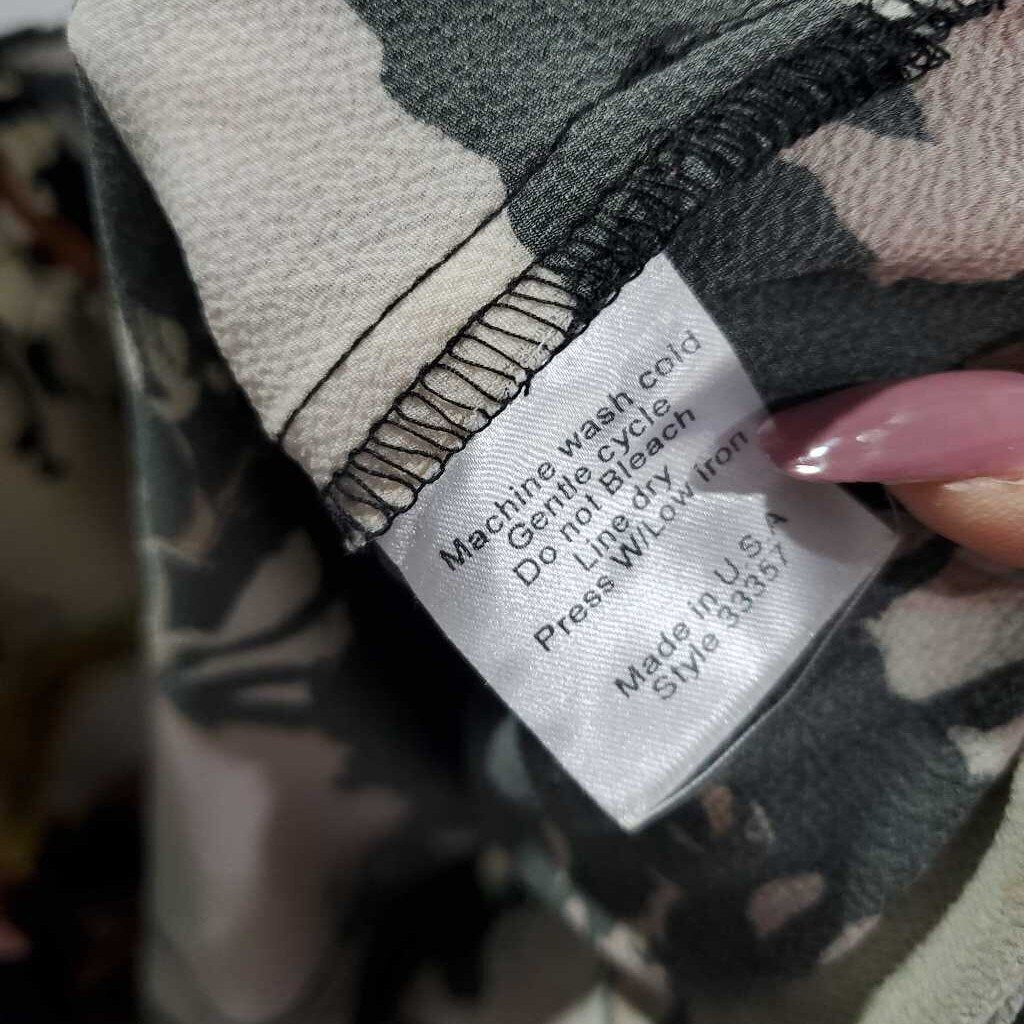 Machine wash cold
Gentle cycle
Do not Bleach
Line dry
Press W/Low iron
Made in U.S.A
Style 33357